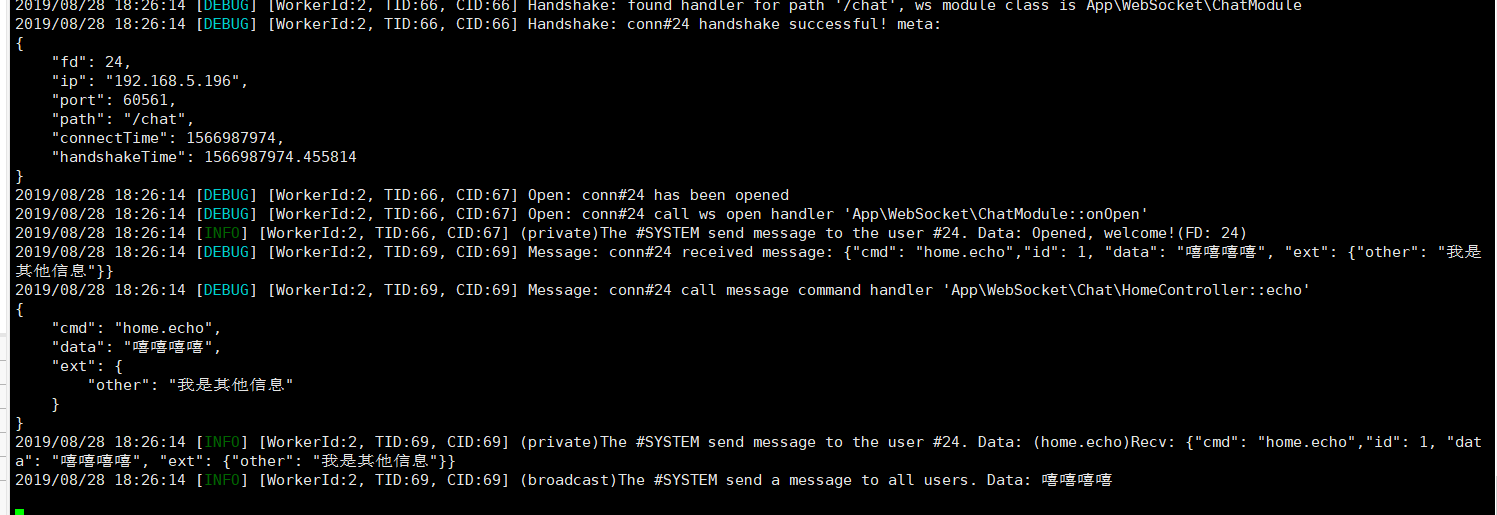 2019/08/28 18:26:14 [DEBUG] [WorkerId:2, TID:66, CID:66] Handshake: found handler for path '/chat', ws module class is App\WebSocket\ChatModule
2019/08/28 18:26:14 [DEBUG] [WorkerId:2, TID:66, CID:66] Handshake: conn#24 handshake successful! meta:
{
    "fd": 24,
    "ip": "192.168.5.196",
    "port": 60561,
    "path": "/chat",
    "connectTime": 1566987974,
    "handshakeTime": 1566987974.455814
}
2019/08/28 18:26:14 [DEBUG] [WorkerId:2, TID:66, CID:67] Open: conn#24 has been opened
2019/08/28 18:26:14 [DEBUG] [WorkerId:2, TID:66, CID:67] Open: conn#24 call ws open handler 'App\WebSocket\ChatModule::onOpen'
2019/08/28 18:26:14 [INFO] [WorkerId:2, TID:66, CID:67] (private)The #SYSTEM send message to the user #24. Data: Opened, welcome!(FD: 24)
2019/08/28 18:26:14 [DEBUG] [WorkerId:2, TID:69, CID:69] Message: conn#24 received message: {"cmd": "home.echo","id": 1, "data": "嘻嘻嘻嘻", "ext": {"other": "我是
其他信息"}}
2019/08/28 18:26:14 [DEBUG] [WorkerId:2, TID:69, CID:69] Message: conn#24 call message command handler 'App\WebSocket\Chat\HomeController::echo'
{
    "cmd": "home.echo",
    "data": "嘻嘻嘻嘻",
    "ext": {
        "other": "我是其他信息"
    }
}
2019/08/28 18:26:14 [INFO] [WorkerId:2, TID:69, CID:69] (private)The #SYSTEM send message to the user #24. Data: (home.echo)Recv: {"cmd": "home.echo","id": 1, "dat
a": "嘻嘻嘻嘻", "ext": {"other": "我是其他信息"}}
2019/08/28 18:26:14 [INFO] [WorkerId:2, TID:69, CID:69] (broadcast)The #SYSTEM send a message to all users. Data: 嘻嘻嘻嘻